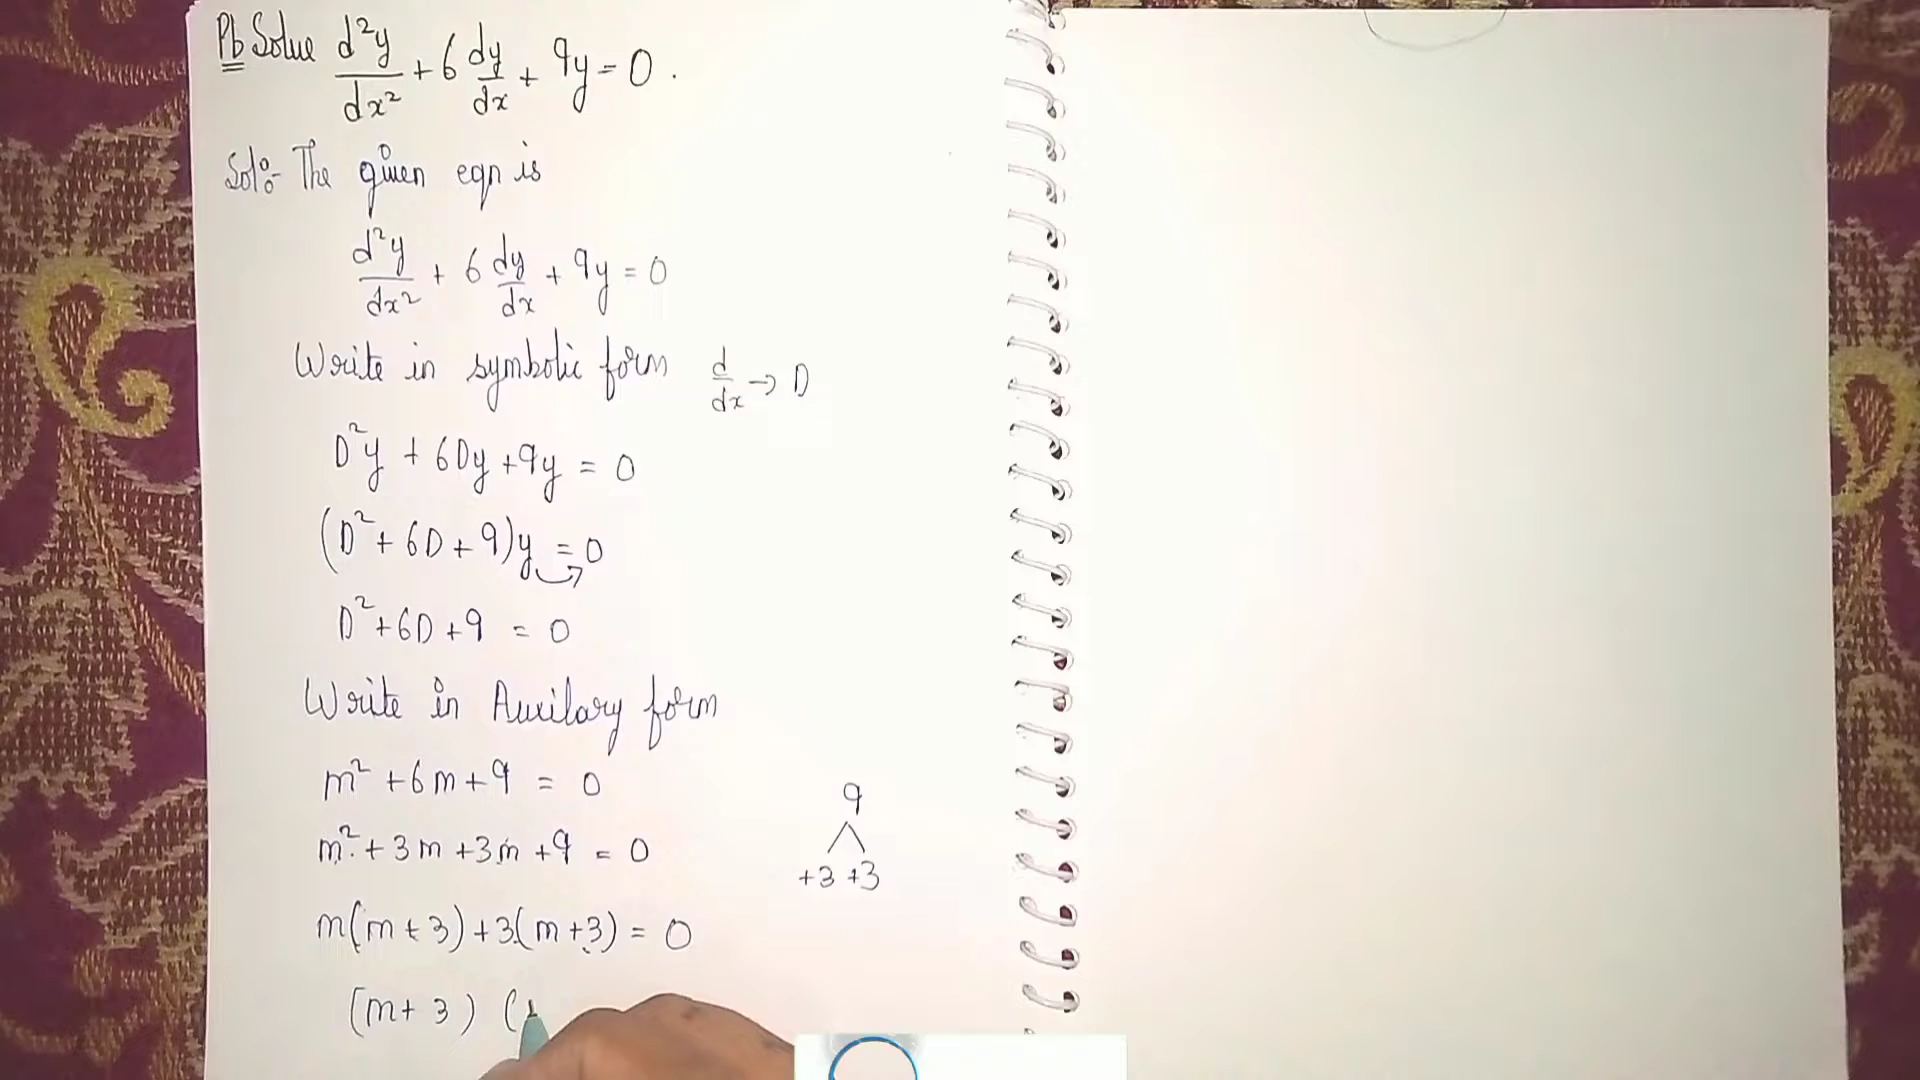 Pb Solve d²y/dx² + 6 dy/dx + 9y = 0.
Sol:- The given eqn is
d²y/dx² + 6 dy/dx + 9y = 0
Write in symbolic form d/dx → D
D²y + 6Dy + 9y = 0
(D² + 6D + 9)y = 0
D² + 6D + 9 = 0
Write in Auxilary form
m² + 6m + 9 = 0
9
m² + 3m + 3m + 9 = 0
+3 +3
m(m + 3) + 3(m + 3) = 0
(m + 3) (